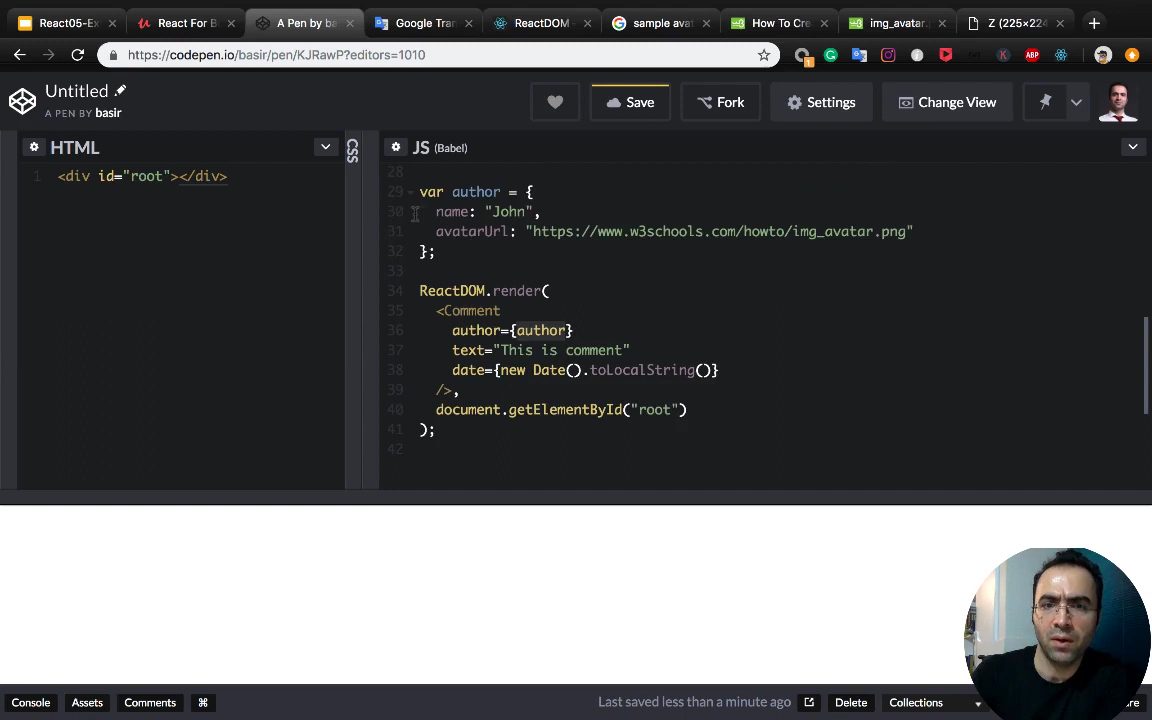 React05-Ex
React For B
A Pen by ba
Google Tran
ReactDOM -
sample avat
How To Cre
img_avatar.
Z (225×224
https://codepen.io/basir/pen/KJRawP?editors=1010
Untitled
A PEN BY basir
Save
Fork
Settings
Change View
HTML
CSS
JS (Babel)
1 <div id="root"></div>
28
29 var author = {
30 name: "John",
31 avatarUrl: "https://www.w3schools.com/howto/img_avatar.png"
32 };
33
34 ReactDOM.render(
35 <Comment
36 author={author}
37 text="This is comment"
38 date={new Date().toLocalString()}
39 />,
40 document.getElementById("root")
41 );
42
Console
Assets
Comments
⌘
Last saved less than a minute ago
Delete
Collections